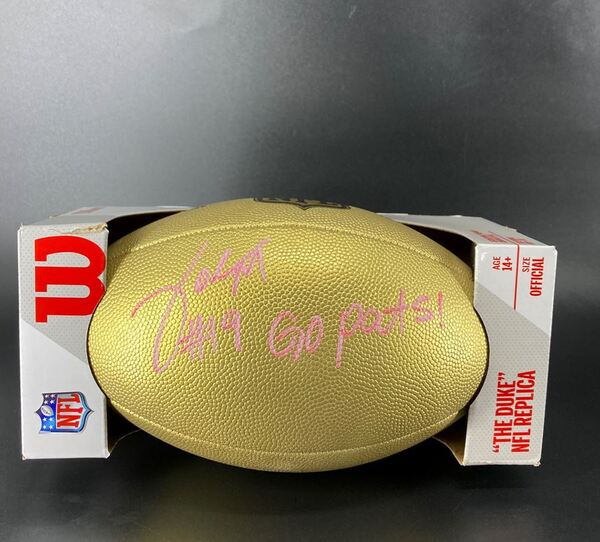 #19 Go pats!
W
NFL
AGE
14+
SIZE
OFFICIAL
"THE DUKE"
NFL REPLICA